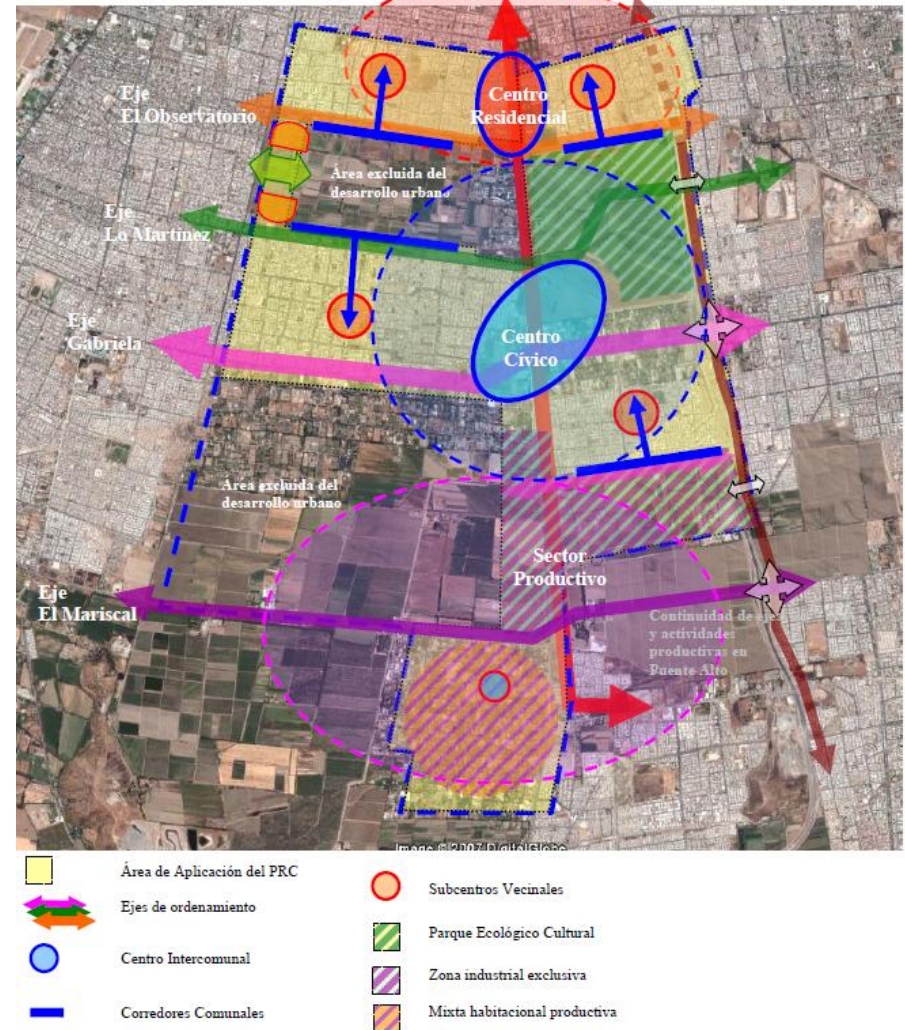 Centro
Residencial
Eje
El Observatorio
Área excluida del
desarrollo urbano
Eje
Lo Martínez
Eje
Gabriela
Centro
Cívico
Área excluida del
desarrollo urbano
Sector
Productivo
Eje
El Mariscal
Continuidad de ejes
y actividades
productivas en
Puente Alto
Image © 2007 DigitalGlobe
Área de Aplicación del PRC
Ejes de ordenamiento
Centro Intercomunal
Corredores Comunales
Subcentros Vecinales
Parque Ecológico Cultural
Zona industrial exclusiva
Mixta habitacional productiva